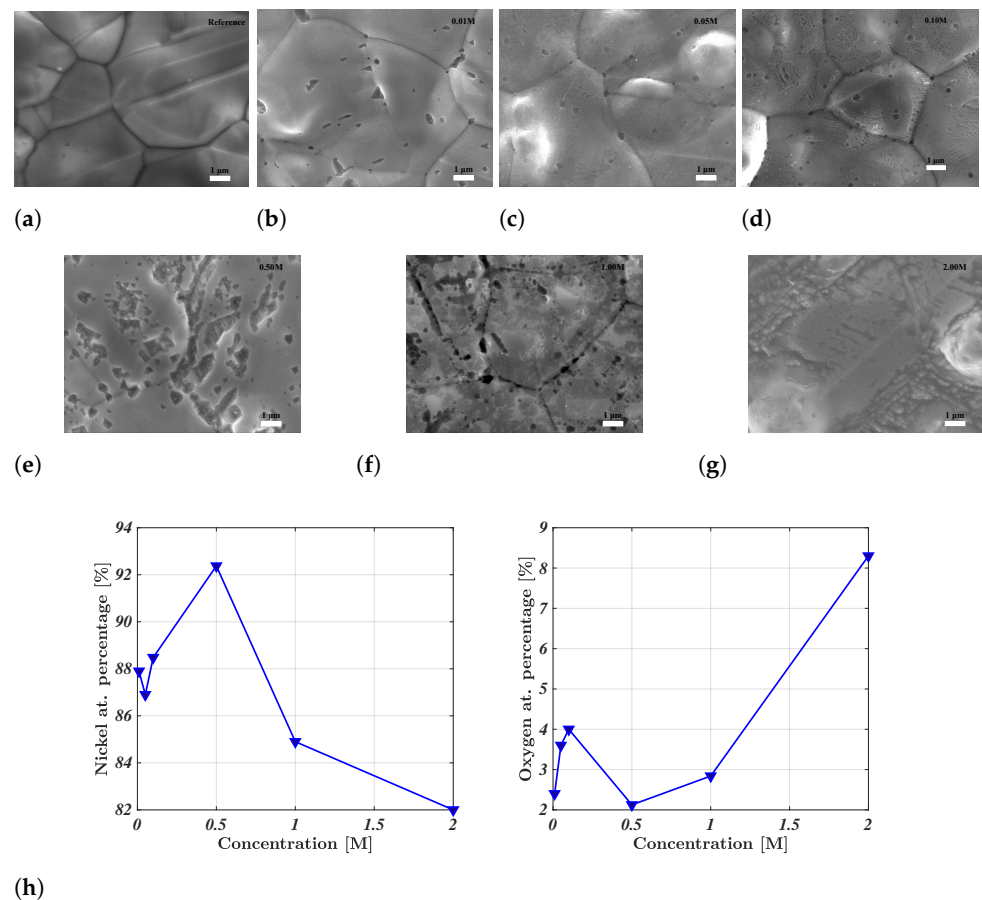 Reference
1 μm
0.01M
1 μm
0.05M
1 μm
0.10M
1 μm
(a)
(b)
(c)
(d)
0.50M
1 μm
1.00M
1 μm
2.00M
1 μm
(e)
(f)
(g)
94
92
90
88
86
84
82
0
0.5
1
1.5
2
Nickel at. percentage [%]
Concentration [M]
9
8
7
6
5
4
3
2
0
0.5
1
1.5
2
Oxygen at. percentage [%]
Concentration [M]
(h)